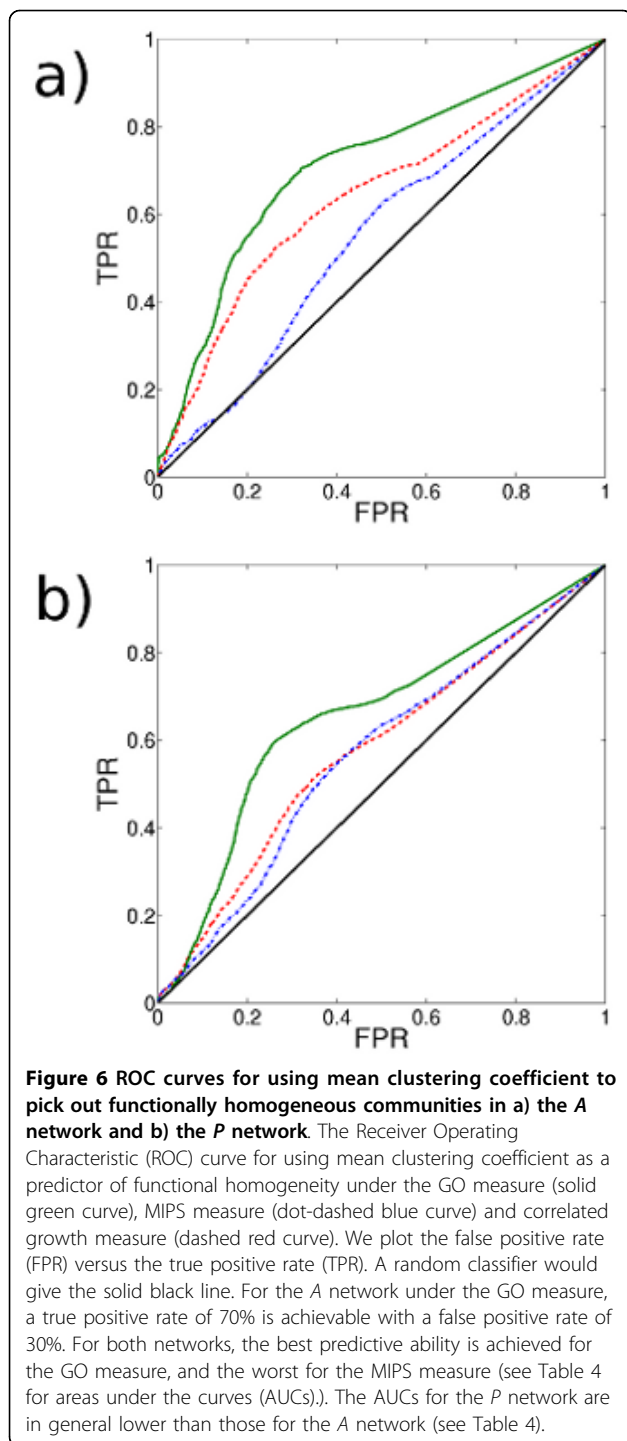 a)
1
0.8
0.6
0.4
0.2
0
TPR
0 0.2 0.4 0.6 0.8 1
FPR
b)
1
0.8
0.6
0.4
0.2
0
TPR
0 0.2 0.4 0.6 0.8 1
FPR
Figure 6 ROC curves for using mean clustering coefficient to
pick out functionally homogeneous communities in a) the A
network and b) the P network. The Receiver Operating
Characteristic (ROC) curve for using mean clustering coefficient as a
predictor of functional homogeneity under the GO measure (solid
green curve), MIPS measure (dot-dashed blue curve) and correlated
growth measure (dashed red curve). We plot the false positive rate
(FPR) versus the true positive rate (TPR). A random classifier would
give the solid black line. For the A network under the GO measure,
a true positive rate of 70% is achievable with a false positive rate of
30%. For both networks, the best predictive ability is achieved for
the GO measure, and the worst for the MIPS measure (see Table 4
for areas under the curves (AUCs).). The AUCs for the P network are
in general lower than those for the A network (see Table 4).